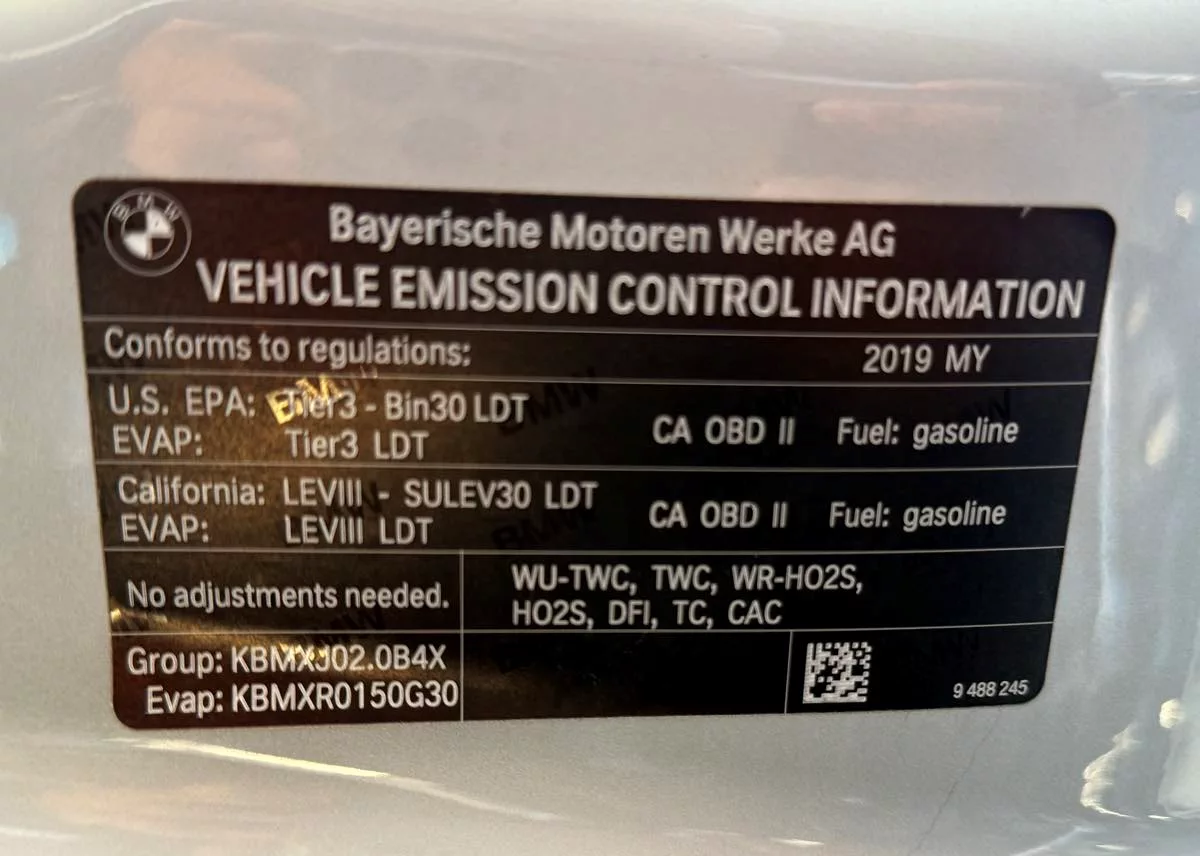 BMW
Bayerische Motoren Werke AG
VEHICLE EMISSION CONTROL INFORMATION
Conforms to regulations: 2019 MY
U.S. EPA: Tier3 - Bin30 LDT
EVAP: Tier3 LDT
CA OBD II Fuel: gasoline
California: LEVIII - SULEV30 LDT
EVAP: LEVIII LDT
CA OBD II Fuel: gasoline
No adjustments needed.
WU-TWC, TWC, WR-HO2S,
HO2S, DFI, TC, CAC
Group: KBMXJ02.0B4X
Evap: KBMXR0150G30
9 488 245